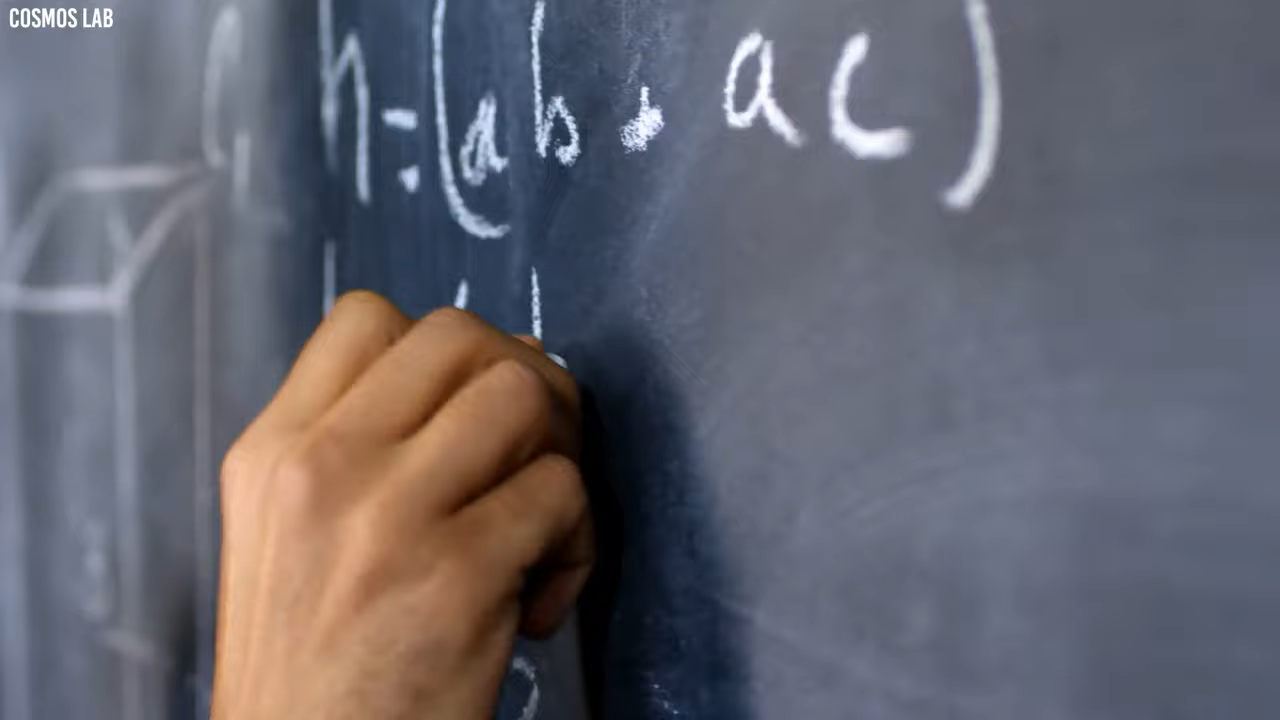 COSMOS LAB
h = (ab · ac)